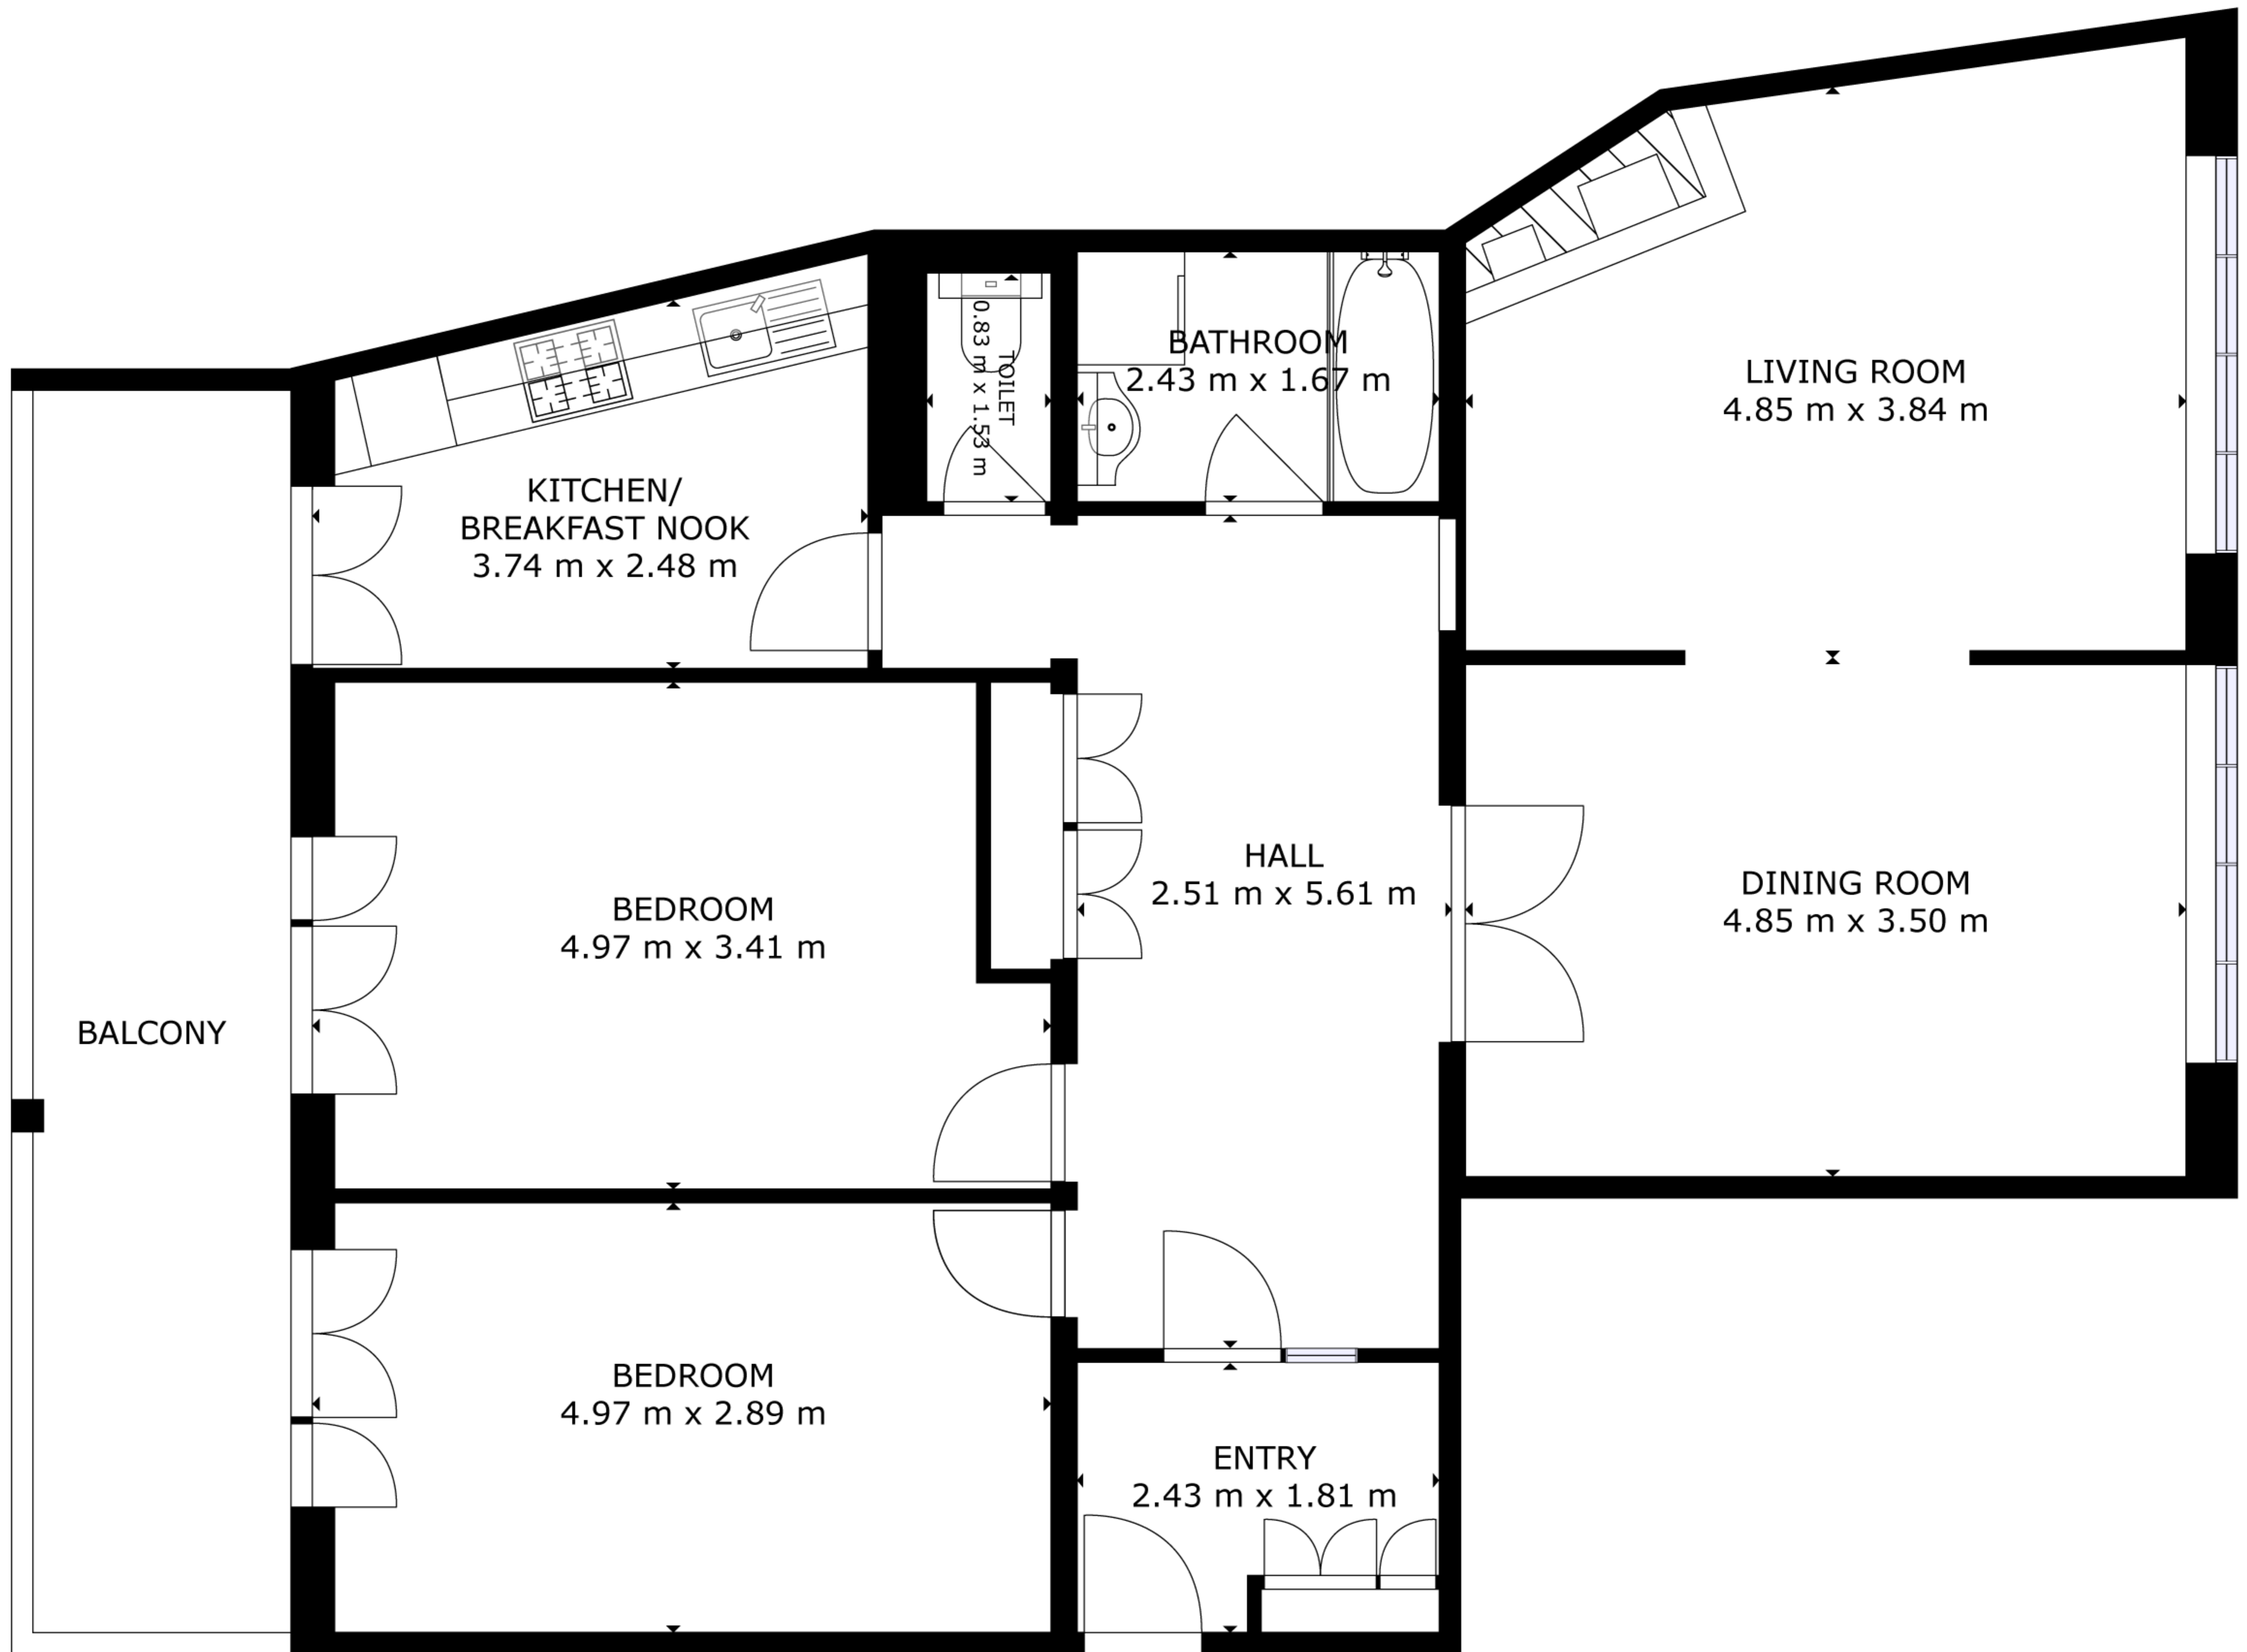 KITCHEN/
BREAKFAST NOOK
3.74 m x 2.48 m
TOILET
0.83 m x 1.53 m
BATHROOM
2.43 m x 1.67 m
LIVING ROOM
4.85 m x 3.84 m
HALL
2.51 m x 5.61 m
DINING ROOM
4.85 m x 3.50 m
BEDROOM
4.97 m x 3.41 m
BALCONY
BEDROOM
4.97 m x 2.89 m
ENTRY
2.43 m x 1.81 m